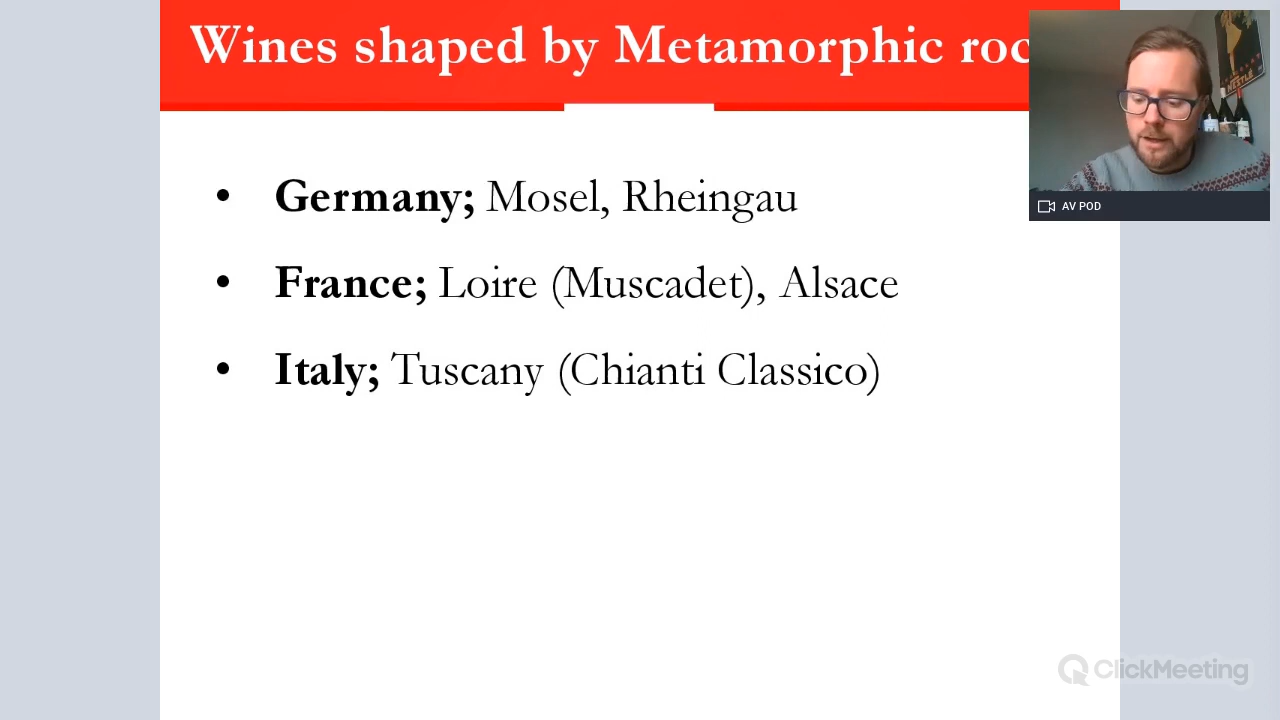 Wines shaped by Metamorphic roc
• Germany; Mosel, Rheingau
• France; Loire (Muscadet), Alsace
• Italy; Tuscany (Chianti Classico)
NESTLÉ
AV POD
ClickMeeting